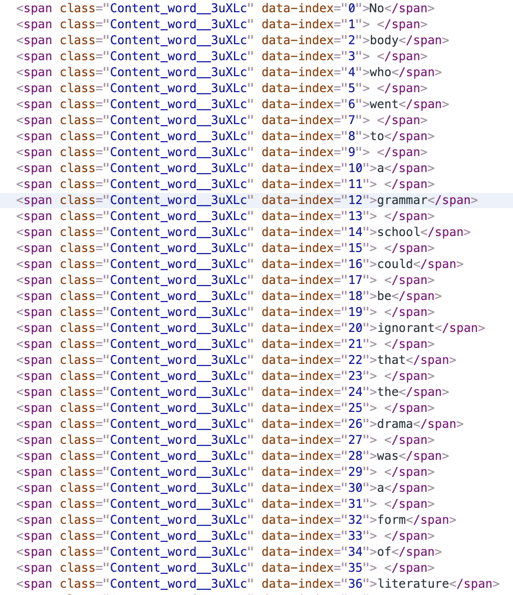 <span class="Content_word__3uXLc" data-index="0">No</span>
<span class="Content_word__3uXLc" data-index="1"> </span>
<span class="Content_word__3uXLc" data-index="2">body</span>
<span class="Content_word__3uXLc" data-index="3"> </span>
<span class="Content_word__3uXLc" data-index="4">who</span>
<span class="Content_word__3uXLc" data-index="5"> </span>
<span class="Content_word__3uXLc" data-index="6">went</span>
<span class="Content_word__3uXLc" data-index="7"> </span>
<span class="Content_word__3uXLc" data-index="8">to</span>
<span class="Content_word__3uXLc" data-index="9"> </span>
<span class="Content_word__3uXLc" data-index="10">a</span>
<span class="Content_word__3uXLc" data-index="11"> </span>
<span class="Content_word__3uXLc" data-index="12">grammar</span>
<span class="Content_word__3uXLc" data-index="13"> </span>
<span class="Content_word__3uXLc" data-index="14">school</span>
<span class="Content_word__3uXLc" data-index="15"> </span>
<span class="Content_word__3uXLc" data-index="16">could</span>
<span class="Content_word__3uXLc" data-index="17"> </span>
<span class="Content_word__3uXLc" data-index="18">be</span>
<span class="Content_word__3uXLc" data-index="19"> </span>
<span class="Content_word__3uXLc" data-index="20">ignorant</span>
<span class="Content_word__3uXLc" data-index="21"> </span>
<span class="Content_word__3uXLc" data-index="22">that</span>
<span class="Content_word__3uXLc" data-index="23"> </span>
<span class="Content_word__3uXLc" data-index="24">the</span>
<span class="Content_word__3uXLc" data-index="25"> </span>
<span class="Content_word__3uXLc" data-index="26">drama</span>
<span class="Content_word__3uXLc" data-index="27"> </span>
<span class="Content_word__3uXLc" data-index="28">was</span>
<span class="Content_word__3uXLc" data-index="29"> </span>
<span class="Content_word__3uXLc" data-index="30">a</span>
<span class="Content_word__3uXLc" data-index="31"> </span>
<span class="Content_word__3uXLc" data-index="32">form</span>
<span class="Content_word__3uXLc" data-index="33"> </span>
<span class="Content_word__3uXLc" data-index="34">of</span>
<span class="Content_word__3uXLc" data-index="35"> </span>
<span class="Content_word__3uXLc" data-index="36">literature</span>